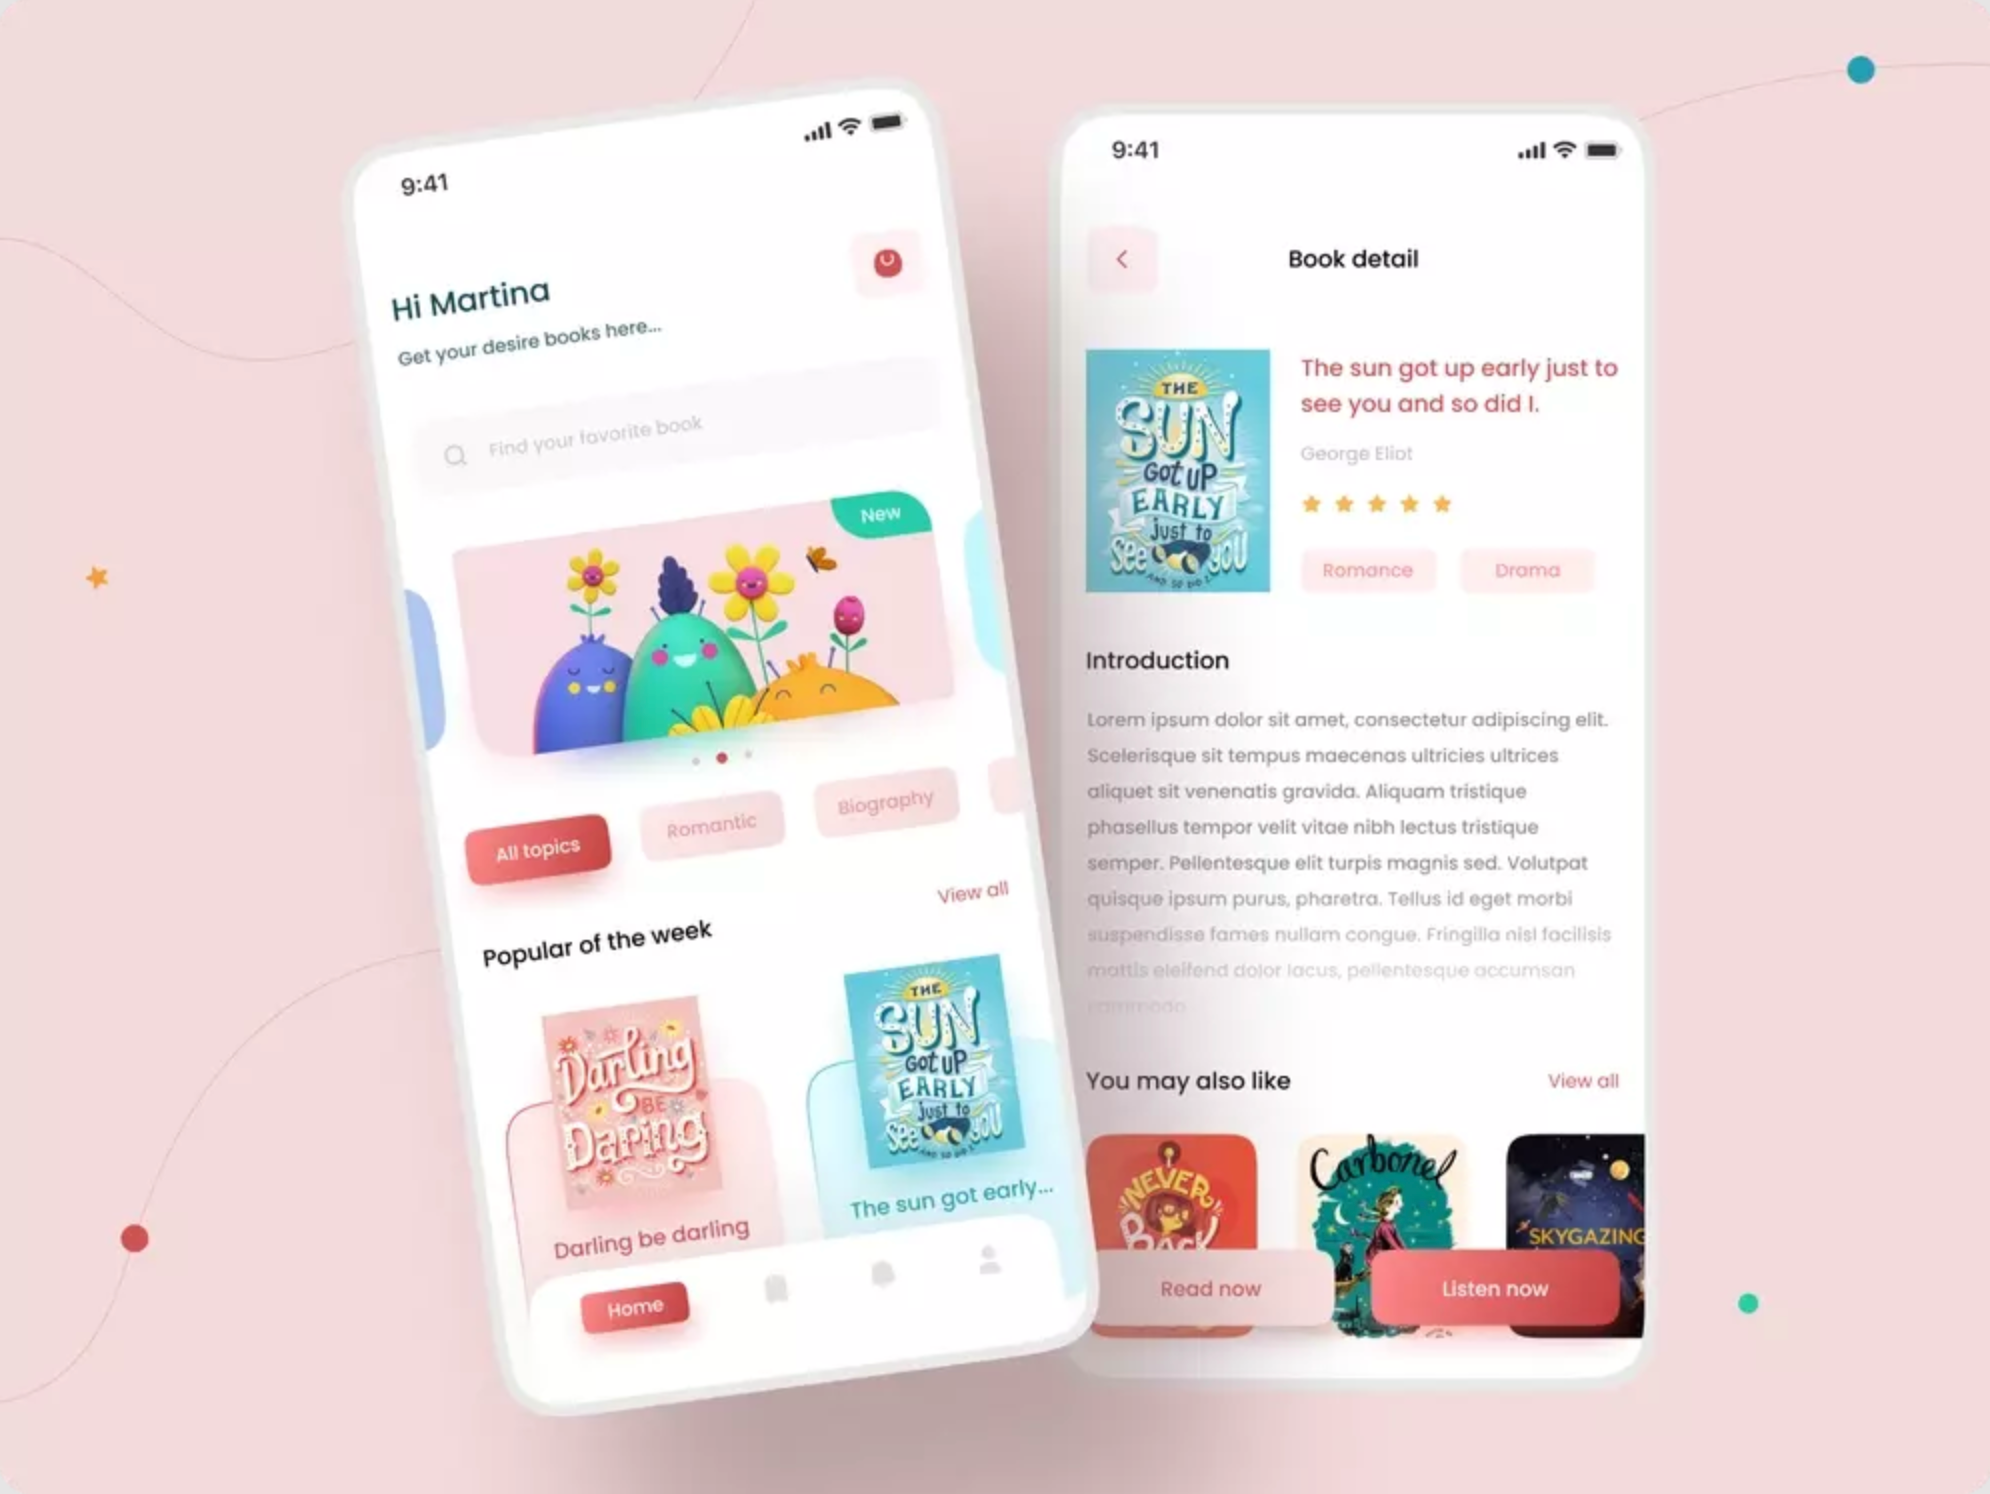 9:41
Hi Martina
Get your desire books here...
Find your favorite book
New
All topics
Romantic
Biography
View all
Popular of the week
Darling
BE
Daring
THE
SUN
GOT UP
EARLY
just to
See you
AND SO DID I
Darling be darling
The sun got early...
Home
9:41
Book detail
THE
SUN
GOT UP
EARLY
just to
See you
AND SO DID I
The sun got up early just to
see you and so did I.
George Eliot
Romance
Drama
Introduction
Lorem ipsum dolor sit amet, consectetur adipiscing elit.
Scelerisque sit tempus maecenas ultricies ultrices
aliquet sit venenatis gravida. Aliquam tristique
phasellus tempor velit vitae nibh lectus tristique
semper. Pellentesque elit turpis magnis sed. Volutpat
quisque ipsum purus, pharetra. Tellus id eget morbi
suspendisse fames nullam congue. Fringilla nisl facilisis
mattis eleifend dolor lacus, pellentesque accumsan
commodo
You may also like
View all
NEVER
BACK
Carbonel
SKYGAZING
Read now
Listen now